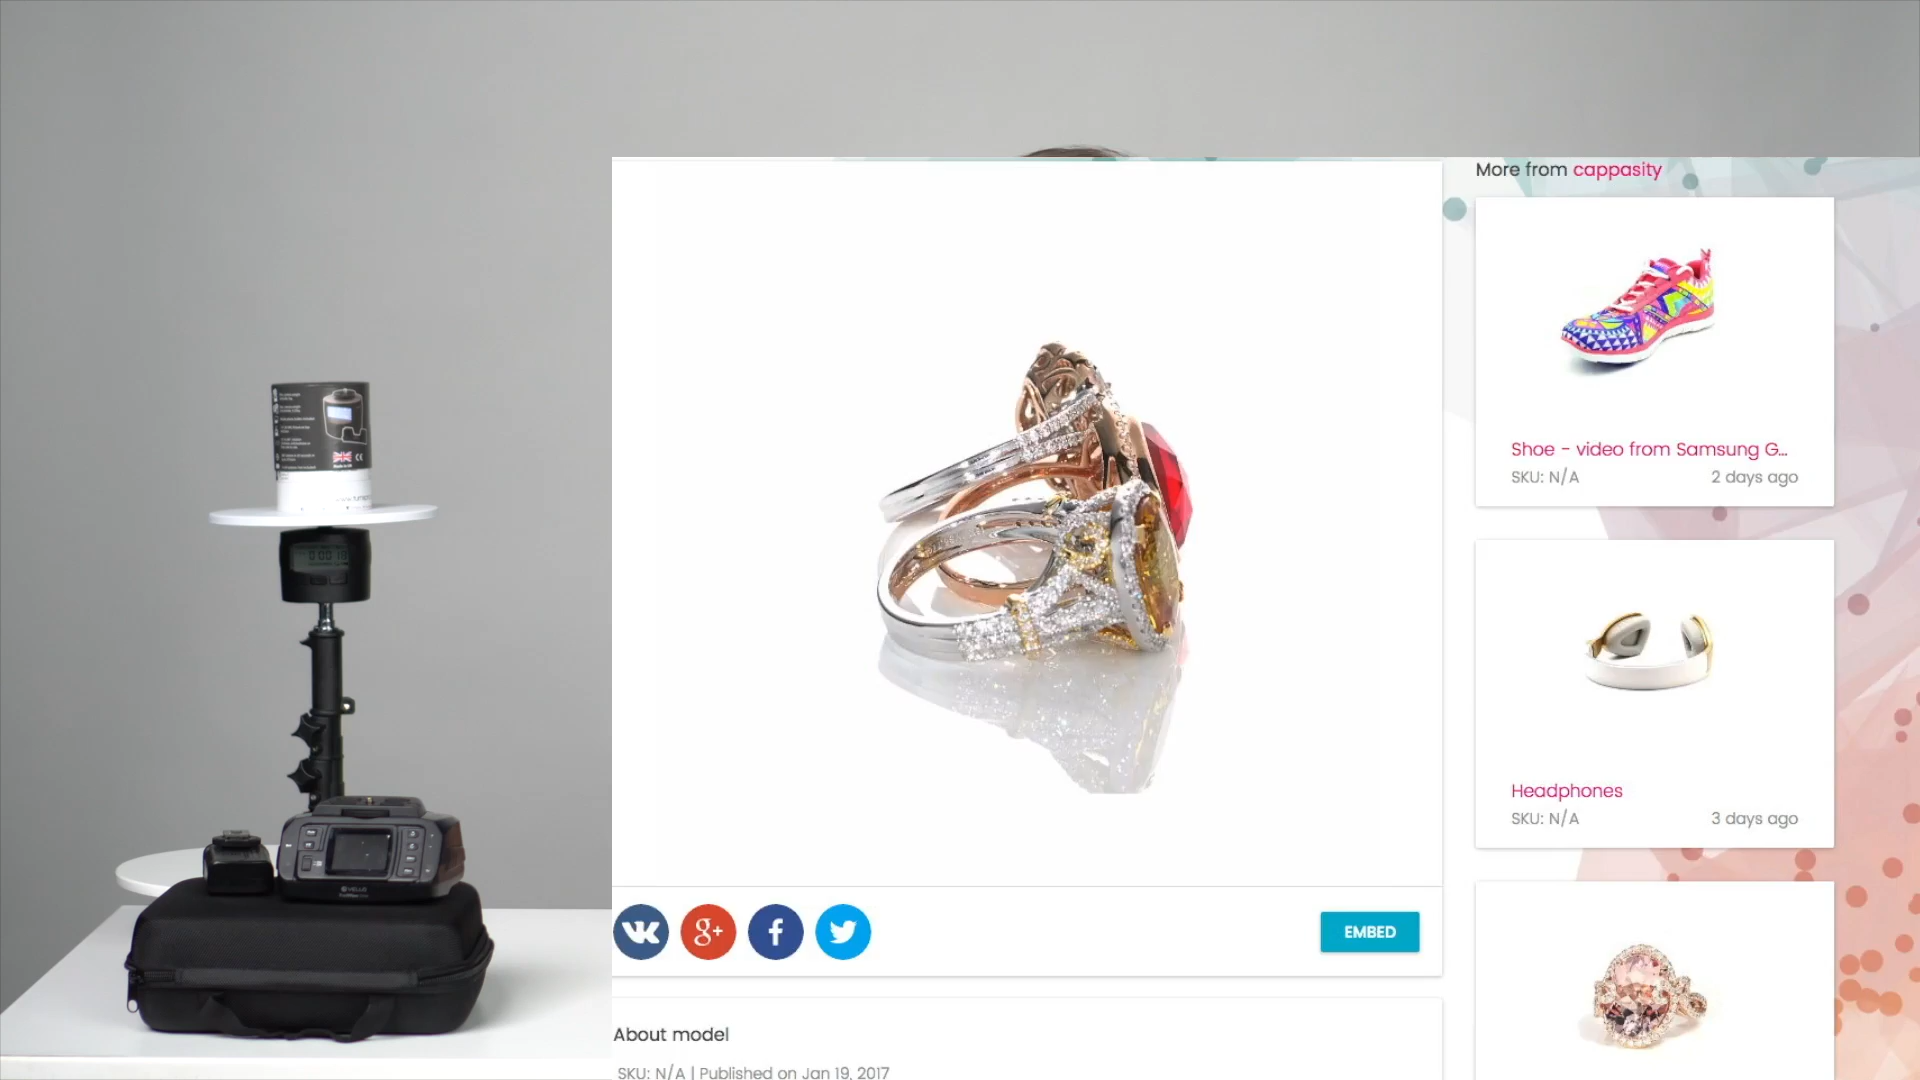 More from cappasity
Shoe - video from Samsung G...
SKU: N/A
2 days ago
Headphones
SKU: N/A
3 days ago
EMBED
About model
SKU: N/A | Published on Jan 19, 2017